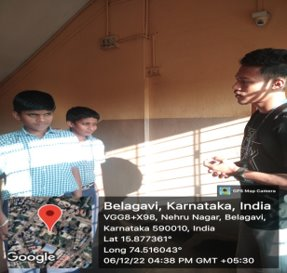 GPS Map Camera
Belagavi, Karnataka, India
VGG8+X98, Nehru Nagar, Belagavi,
Karnataka 590010, India
Lat 15.877361°
Long 74.516043°
06/12/22 04:38 PM GMT +05:30
Google